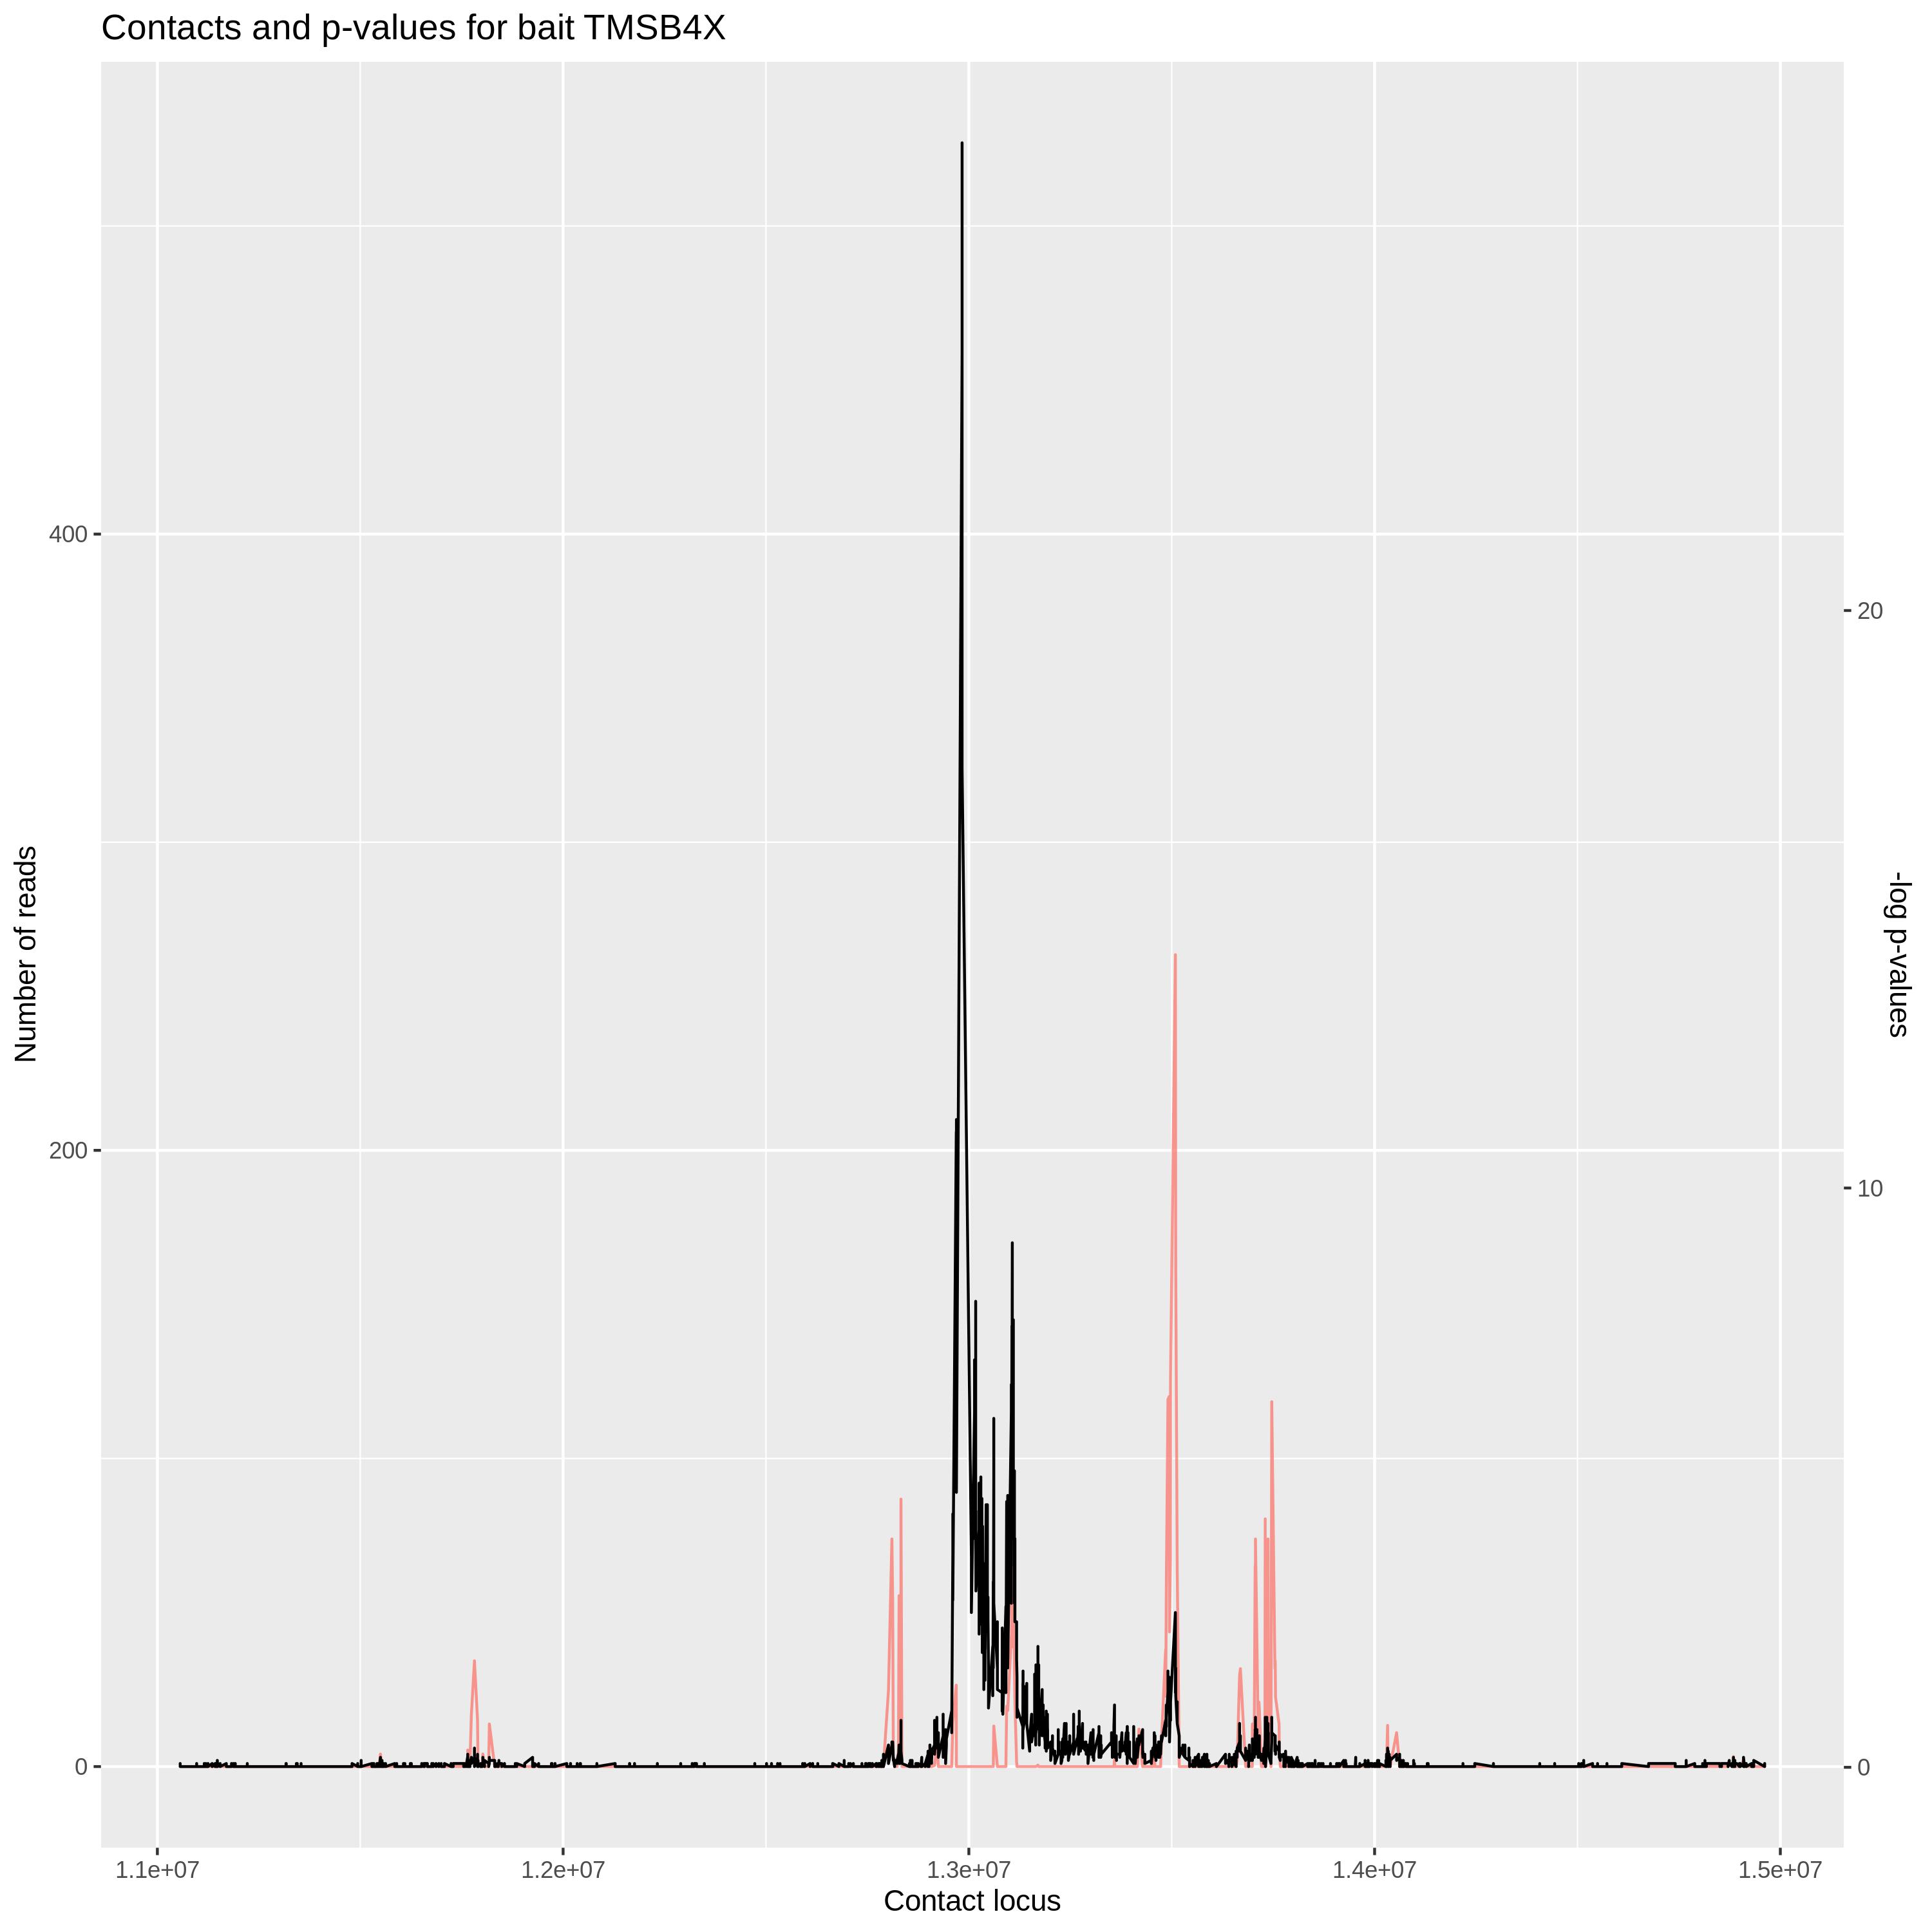 Contacts and p-values for bait TMSB4X
Number of reads
400
200
0
20
10
0
-log p-values
1.1e+07
1.2e+07
1.3e+07
1.4e+07
1.5e+07
Contact locus